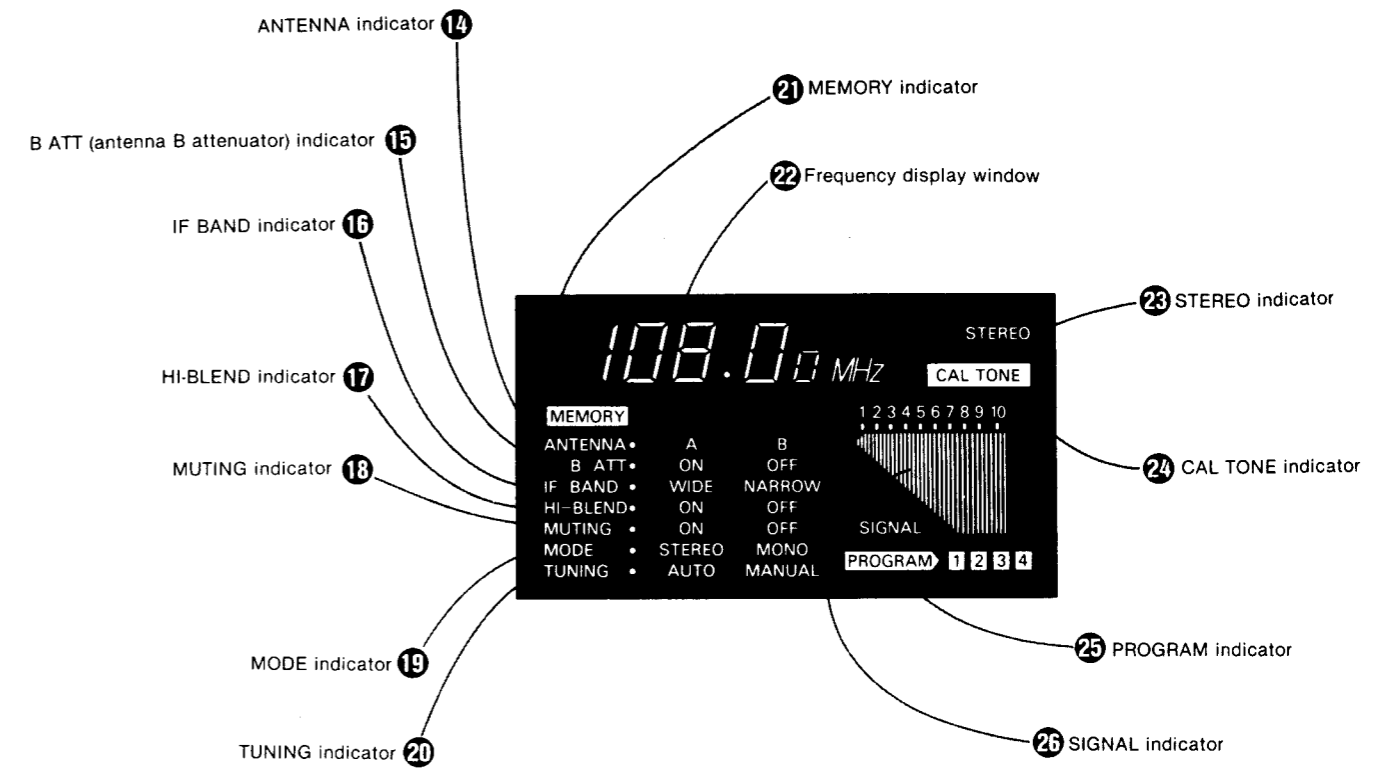 ANTENNA indicator 14
B ATT (antenna B attenuator) indicator 15
IF BAND indicator 16
HI-BLEND indicator 17
MUTING indicator 18
MODE indicator 19
TUNING indicator 20
21 MEMORY indicator
22 Frequency display window
23 STEREO indicator
24 CAL TONE indicator
25 PROGRAM indicator
26 SIGNAL indicator
108.00 MHz
STEREO
CAL TONE
MEMORY
ANTENNA• A B
B ATT• ON OFF
IF BAND • WIDE NARROW
HI-BLEND• ON OFF
MUTING • ON OFF
MODE • STEREO MONO
TUNING • AUTO MANUAL
1 2 3 4 5 6 7 8 9 10
SIGNAL
PROGRAM 1 2 3 4